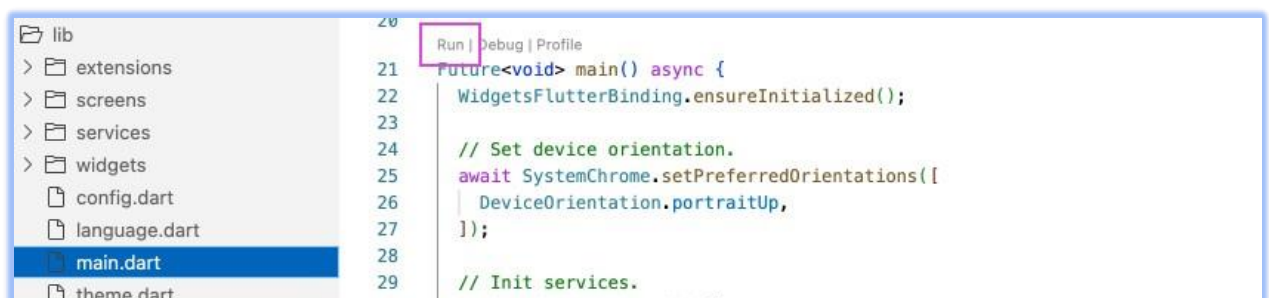 lib
extensions
screens
services
widgets
config.dart
language.dart
main.dart
theme.dart
20
Run | Debug | Profile
21 Future<void> main() async {
22 WidgetsFlutterBinding.ensureInitialized();
23
24 // Set device orientation.
25 await SystemChrome.setPreferredOrientations([
26 DeviceOrientation.portraitUp,
27 ]);
28
29 // Init services.